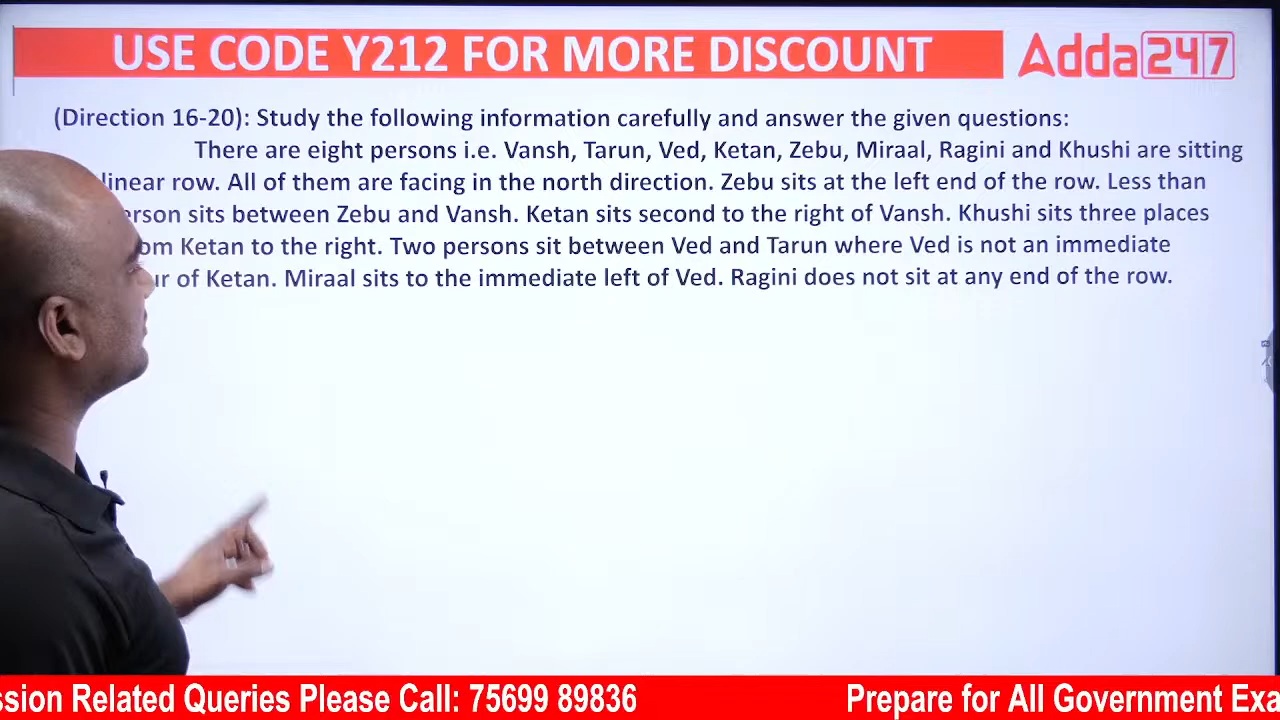 USE CODE Y212 FOR MORE DISCOUNT
Adda 247
(Direction 16-20): Study the following information carefully and answer the given questions:
There are eight persons i.e. Vansh, Tarun, Ved, Ketan, Zebu, Miraal, Ragini and Khushi are sitting
linear row. All of them are facing in the north direction. Zebu sits at the left end of the row. Less than
erson sits between Zebu and Vansh. Ketan sits second to the right of Vansh. Khushi sits three places
om Ketan to the right. Two persons sit between Ved and Tarun where Ved is not an immediate
ur of Ketan. Miraal sits to the immediate left of Ved. Ragini does not sit at any end of the row.
ssion Related Queries Please Call: 75699 89836 Prepare for All Government Exa